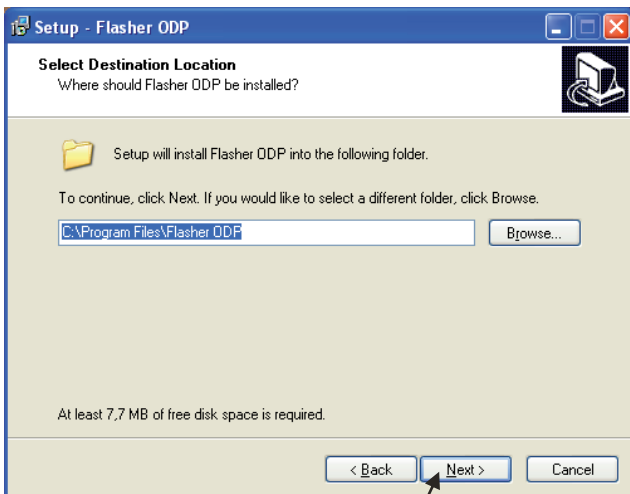 Setup - Flasher ODP
Select Destination Location
Where should Flasher ODP be installed?
Setup will install Flasher ODP into the following folder.
To continue, click Next. If you would like to select a different folder, click Browse.
C:\Program Files\Flasher ODP
Browse...
At least 7,7 MB of free disk space is required.
< Back
Next >
Cancel